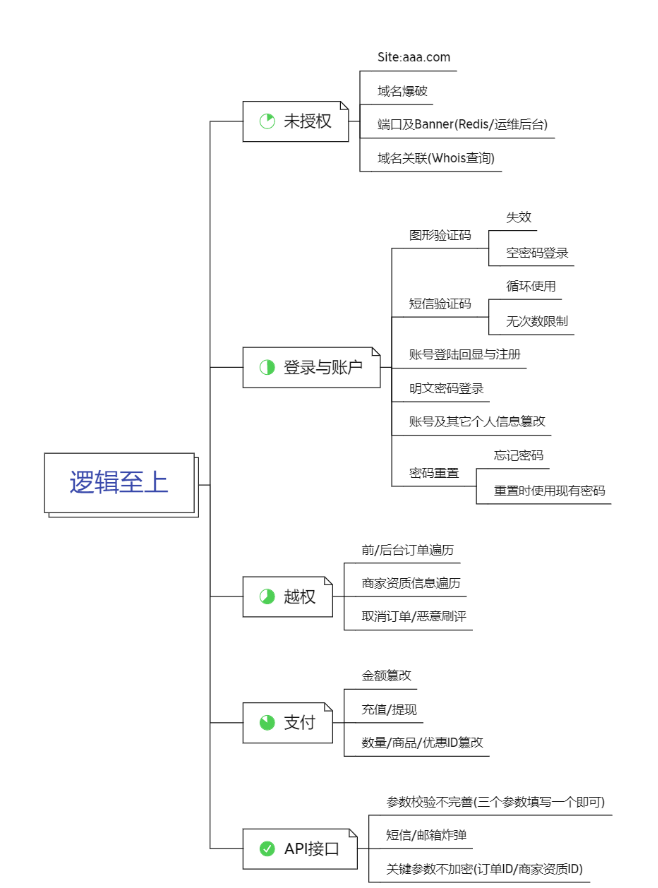 Site:aaa.com
域名爆破
未授权
端口及Banner(Redis/运维后台)
域名关联(Whois查询)
失效
图形验证码
空密码登录
循环使用
短信验证码
无次数限制
账号登陆回显与注册
登录与账户
明文密码登录
账号及其它个人信息篡改
忘记密码
密码重置
重置时使用现有密码
逻辑至上
前/后台订单遍历
商家资质信息遍历
越权
取消订单/恶意刷评
金额篡改
充值/提现
支付
数量/商品/优惠ID篡改
参数校验不完善(三个参数填写一个即可)
短信/邮箱炸弹
API接口
关键参数不加密(订单ID/商家资质ID)